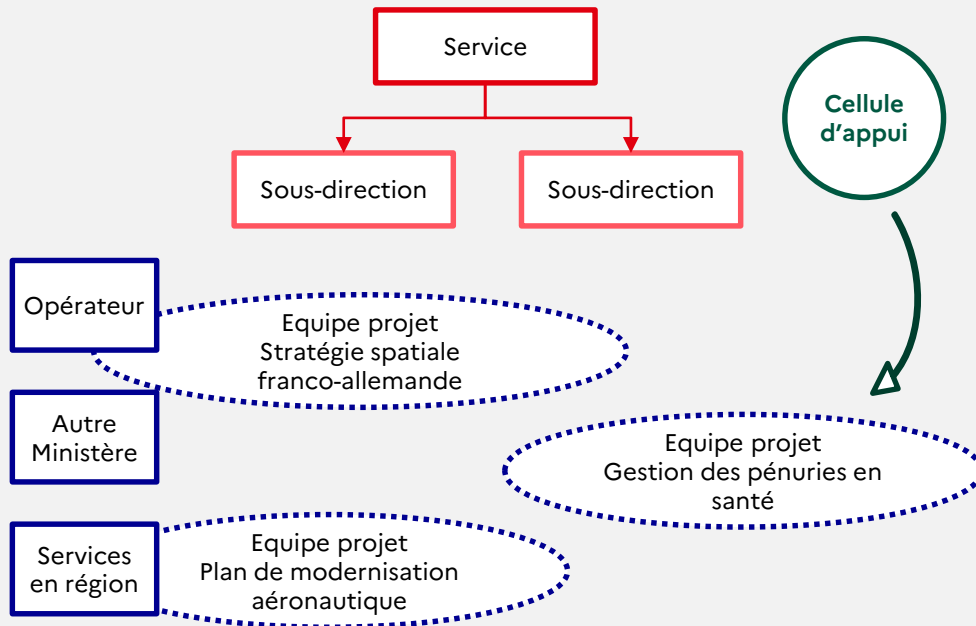 Service
Cellule
d'appui
Sous-direction
Sous-direction
Opérateur
Equipe projet
Stratégie spatiale
franco-allemande
Autre
Ministère
Equipe projet
Gestion des pénuries en
santé
Services
en région
Equipe projet
Plan de modernisation
aéronautique